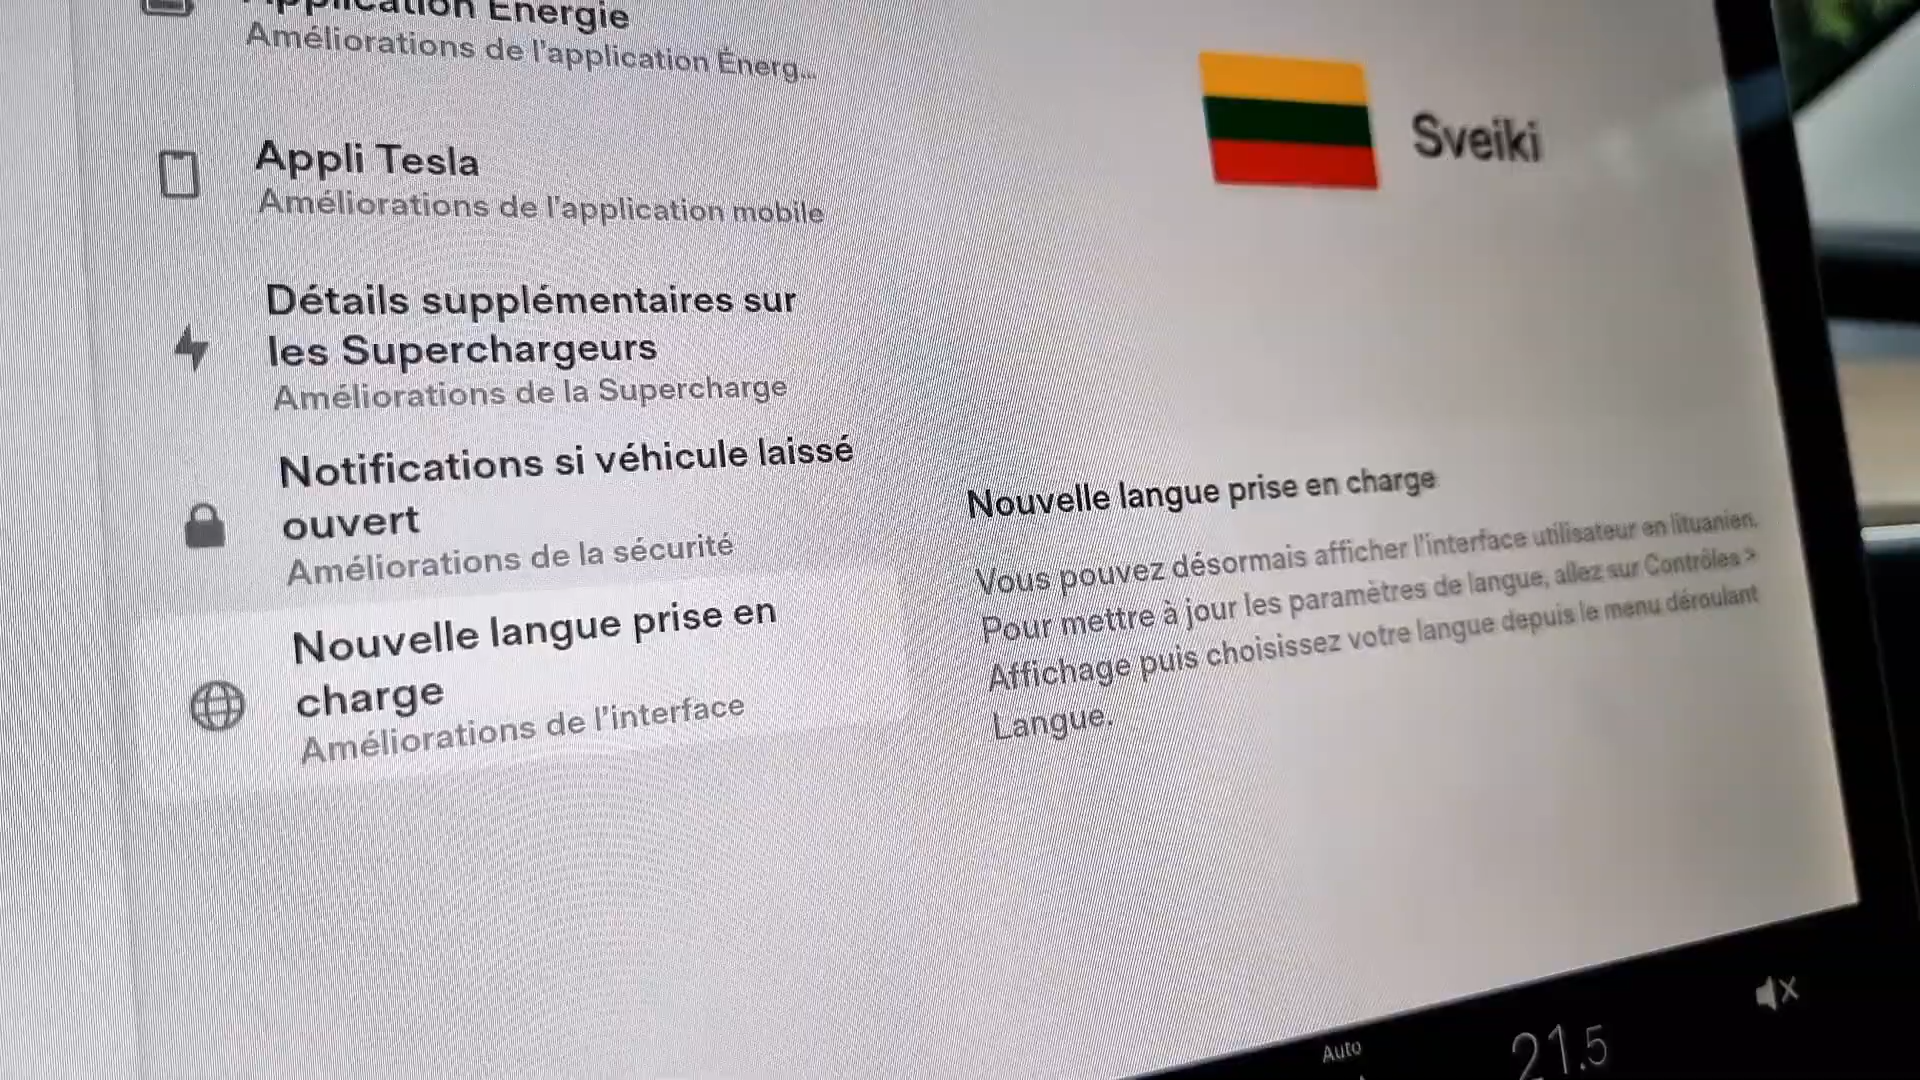 Application Énergie
Améliorations de l'application Énerg...
Appli Tesla
Améliorations de l'application mobile
Détails supplémentaires sur
les Superchargeurs
Améliorations de la Supercharge
Notifications si véhicule laissé
ouvert
Améliorations de la sécurité
Nouvelle langue prise en
charge
Améliorations de l'interface
Sveiki
Nouvelle langue prise en charge
Vous pouvez désormais afficher l'interface utilisateur en lituanien.
Pour mettre à jour les paramètres de langue, allez sur Contrôles >
Affichage puis choisissez votre langue depuis le menu déroulant
Langue.
Auto
21.5